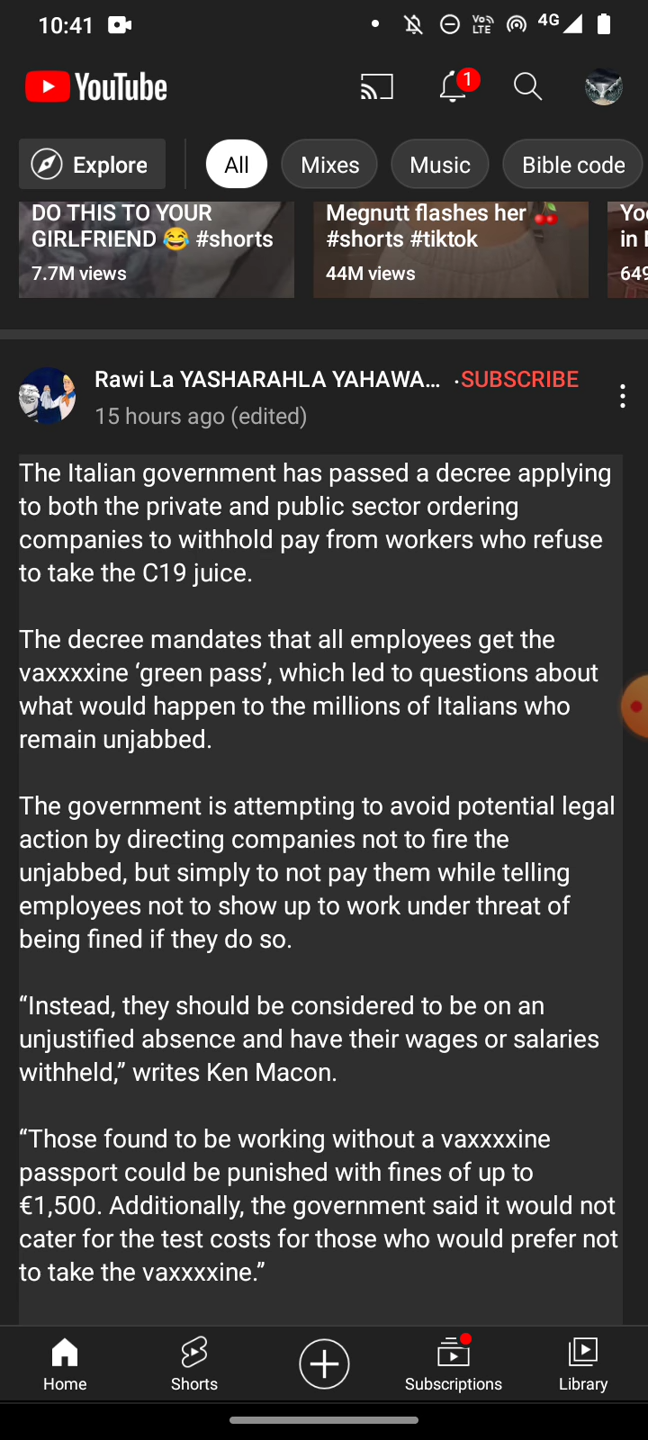 10:41
Vo LTE
4G
YouTube
1
Explore
All
Mixes
Music
Bible code
DO THIS TO YOUR
GIRLFRIEND 😂 #shorts
7.7M views
Megnutt flashes her 🍒
#shorts #tiktok
44M views
in
649
Rawi La YASHARAHLA YAHAWA... ·SUBSCRIBE
15 hours ago (edited)
The Italian government has passed a decree applying
to both the private and public sector ordering
companies to withhold pay from workers who refuse
to take the C19 juice.
The decree mandates that all employees get the
vaxxxxine ‘green pass’, which led to questions about
what would happen to the millions of Italians who
remain unjabbed.
The government is attempting to avoid potential legal
action by directing companies not to fire the
unjabbed, but simply to not pay them while telling
employees not to show up to work under threat of
being fined if they do so.
“Instead, they should be considered to be on an
unjustified absence and have their wages or salaries
withheld,” writes Ken Macon.
“Those found to be working without a vaxxxxine
passport could be punished with fines of up to
€1,500. Additionally, the government said it would not
cater for the test costs for those who would prefer not
to take the vaxxxxine.”
Home
Shorts
Subscriptions
Library